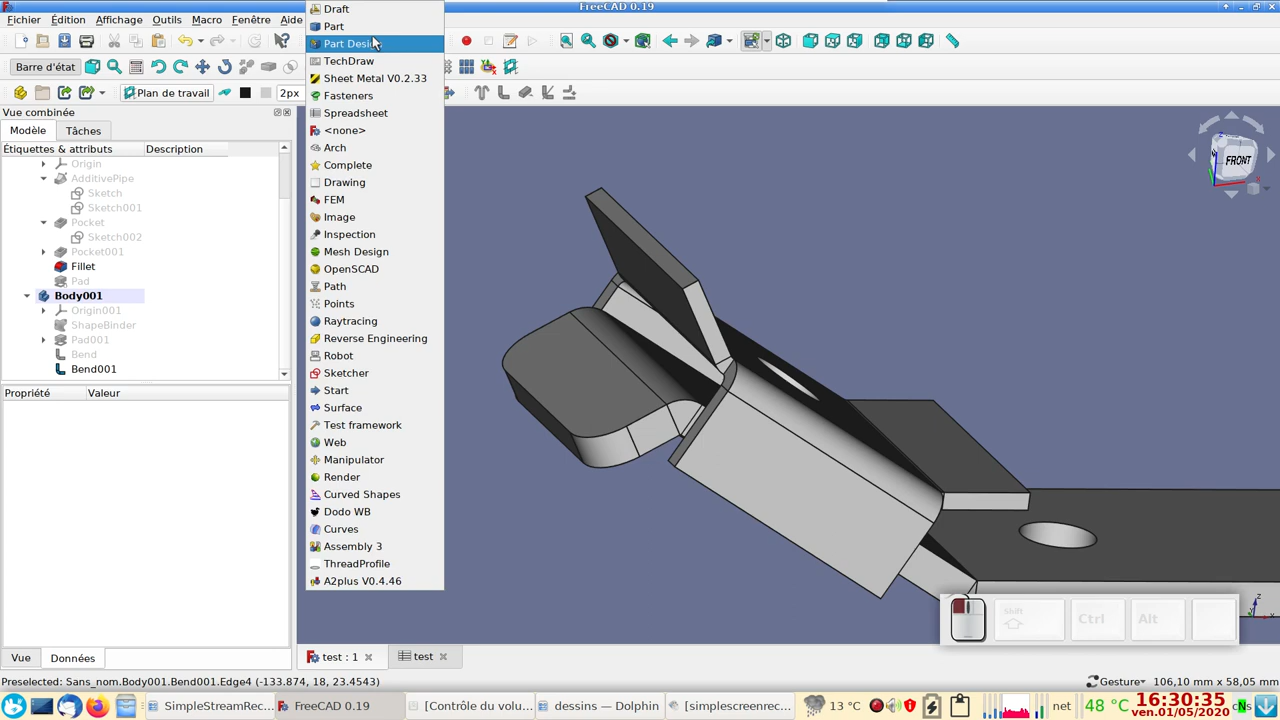 FreeCAD 0.19
Fichier Édition Affichage Outils Macro Fenêtre Aide
Draft
Part
Part Desi
TechDraw
Sheet Metal V0.2.33
Fasteners
Spreadsheet
<none>
Arch
Complete
Drawing
FEM
Image
Inspection
Mesh Design
OpenSCAD
Path
Points
Raytracing
Reverse Engineering
Robot
Sketcher
Start
Surface
Test framework
Web
Manipulator
Render
Curved Shapes
Dodo WB
Curves
Assembly 3
ThreadProfile
A2plus V0.4.46
Barre d'état
Plan de travail 2px
Vue combinée
Modèle Tâches
Étiquettes & attributs Description
Origin
AdditivePipe
Sketch
Sketch001
Pocket
Sketch002
Pocket001
Fillet
Pad
Body001
Origin001
ShapeBinder
Pad001
Bend
Bend001
Propriété Valeur
Vue Données
FRONT
Shift Ctrl Alt
test : 1 test
Preselected: Sans_nom.Body001.Bend001.Edge4 (-133.874, 18, 23.4543) Gesture 106,10 mm x 58,05 mm
SimpleStreamRec... FreeCAD 0.19 [Contrôle du volu... dessins — Dolphin [simplescreenrec... 13 °C net 48 °C 16:30:35
ven.01/05/2020